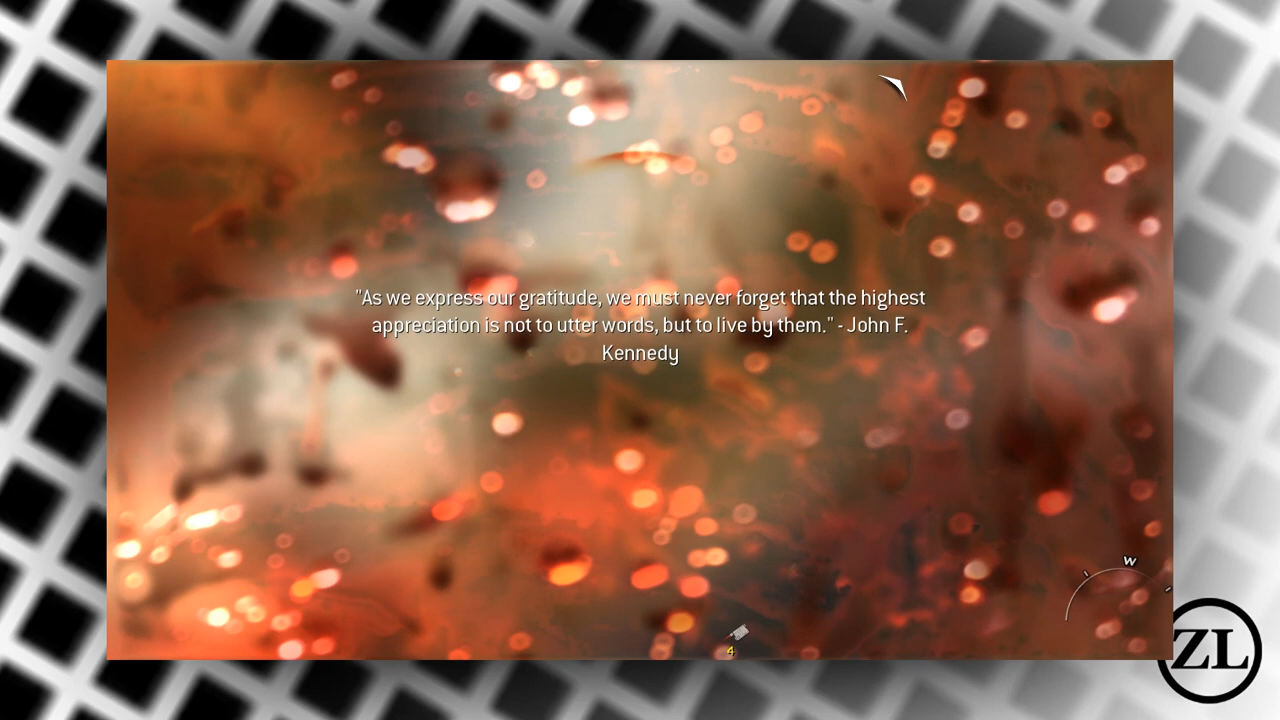 "As we express our gratitude, we must never forget that the highest
appreciation is not to utter words, but to live by them." - John F.
Kennedy
W
4
ZL